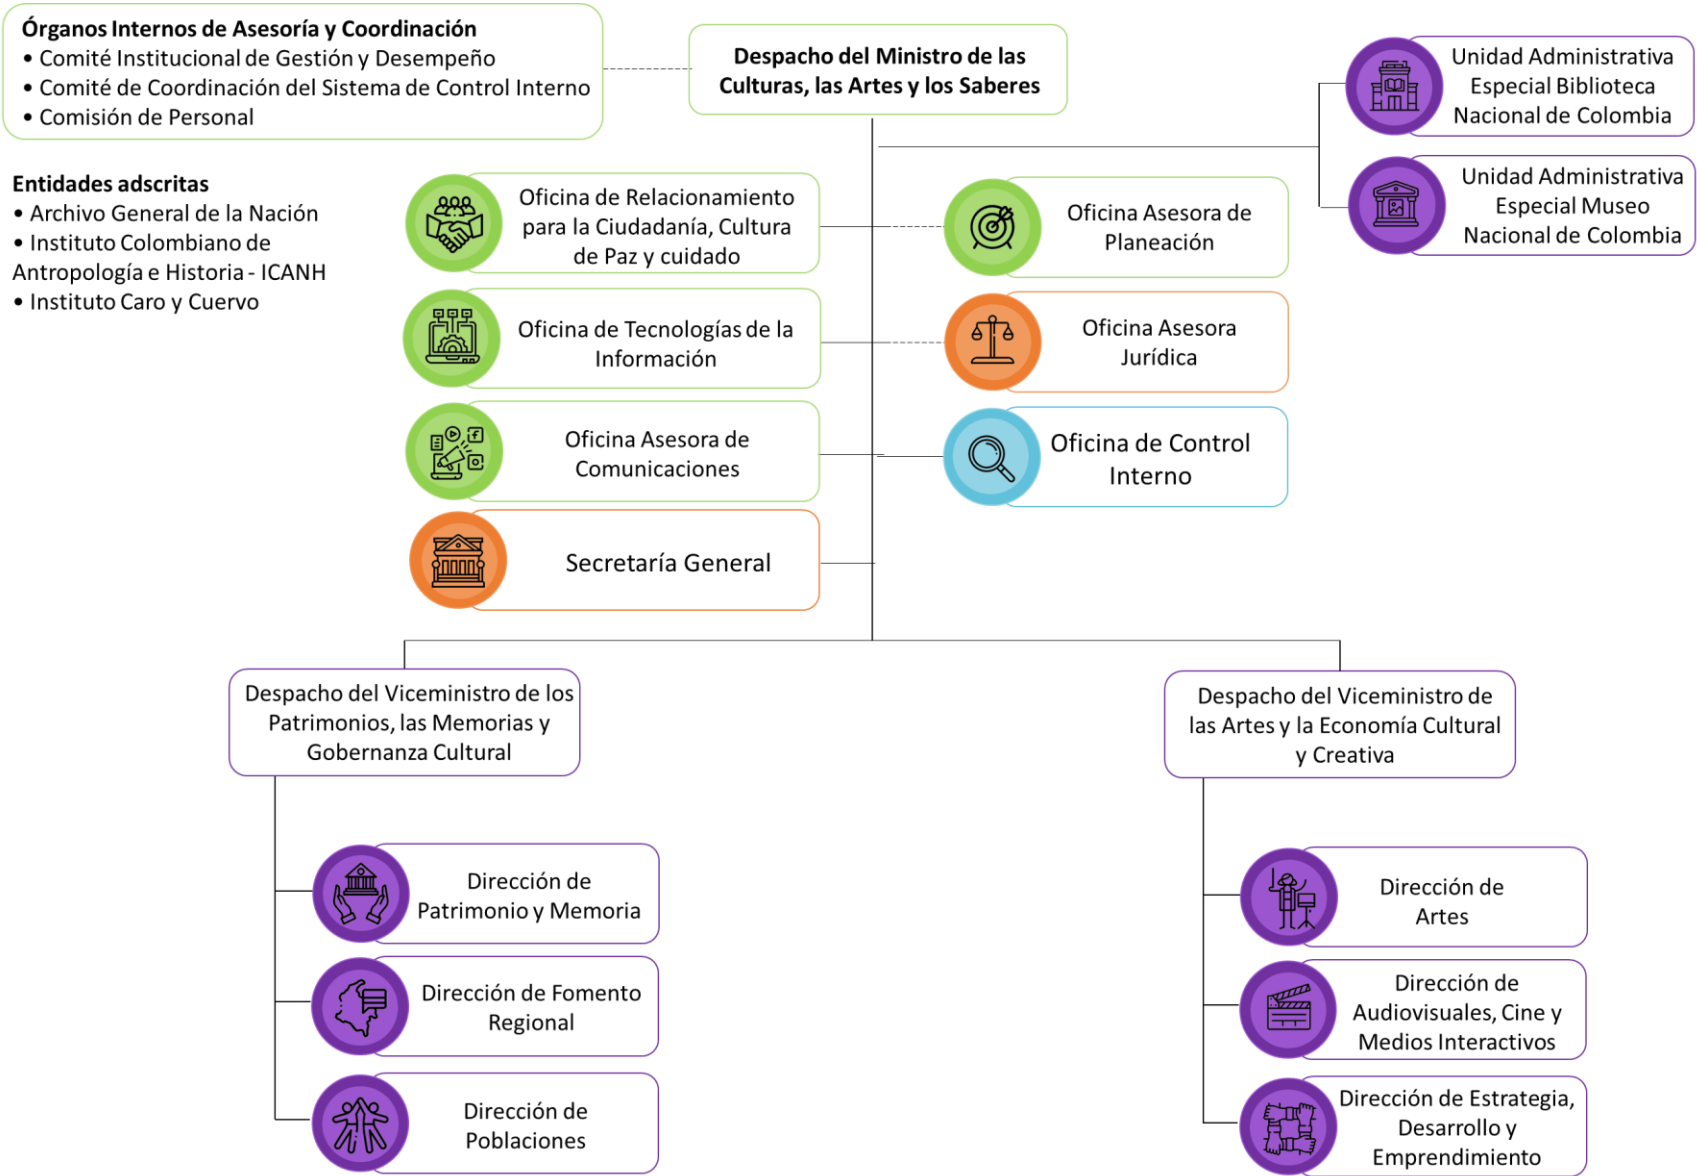 Órganos Internos de Asesoría y Coordinación
• Comité Institucional de Gestión y Desempeño
• Comité de Coordinación del Sistema de Control Interno
• Comisión de Personal
Despacho del Ministro de las
Culturas, las Artes y los Saberes
Unidad Administrativa
Especial Biblioteca
Nacional de Colombia
Unidad Administrativa
Especial Museo
Nacional de Colombia
Entidades adscritas
• Archivo General de la Nación
• Instituto Colombiano de
Antropología e Historia - ICANH
• Instituto Caro y Cuervo
Oficina de Relacionamiento
para la Ciudadanía, Cultura
de Paz y cuidado
Oficina Asesora de
Planeación
Oficina de Tecnologías de la
Información
Oficina Asesora
Jurídica
Oficina Asesora de
Comunicaciones
Oficina de Control
Interno
Secretaría General
Despacho del Viceministro de los
Patrimonios, las Memorias y
Gobernanza Cultural
Despacho del Viceministro de
las Artes y la Economía Cultural
y Creativa
Dirección de
Patrimonio y Memoria
Dirección de Fomento
Regional
Dirección de
Poblaciones
Dirección de
Artes
Dirección de
Audiovisuales, Cine y
Medios Interactivos
Dirección de Estrategia,
Desarrollo y
Emprendimiento